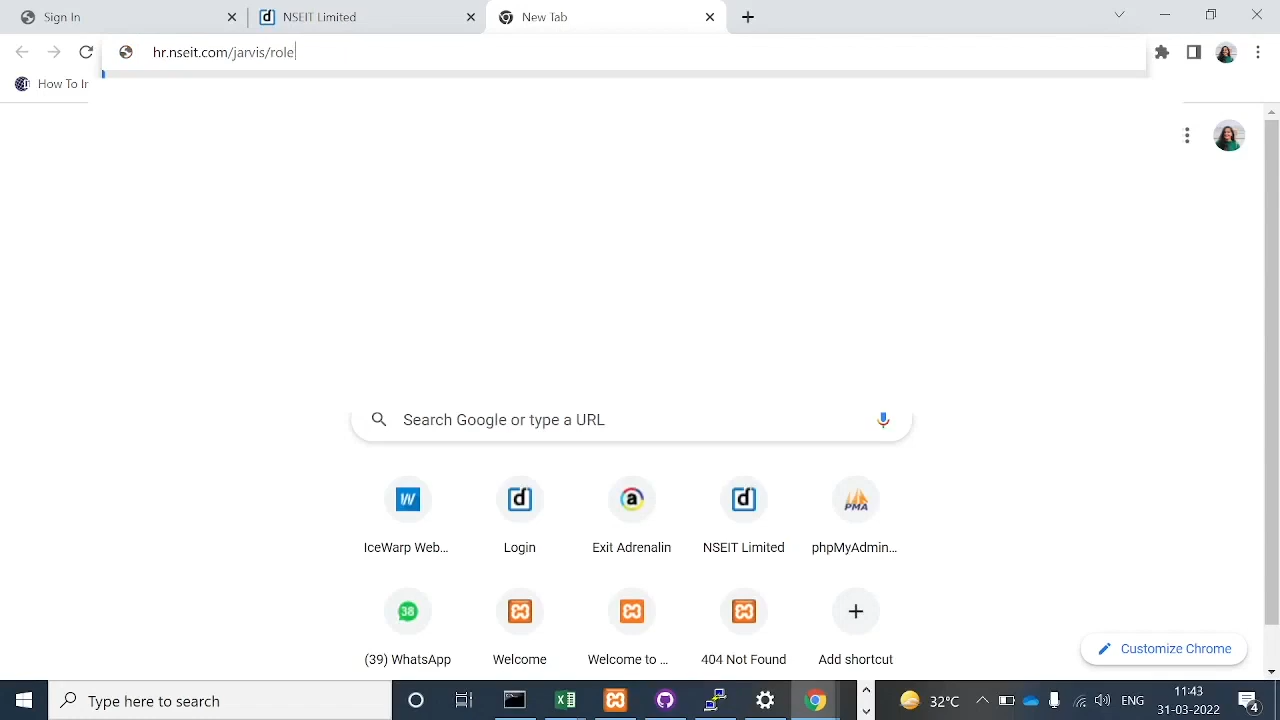 Sign In
NSEIT Limited
New Tab
hr.nseit.com/jarvis/role
How To In
Search Google or type a URL
W
d
a
d
PMA
IceWarp Web...
Login
Exit Adrenalin
NSEIT Limited
phpMyAdmin...
38
(39) WhatsApp
Welcome
Welcome to ...
404 Not Found
Add shortcut
Customize Chrome
Type here to search
32°C
ENG
11:43
31-03-2022
4